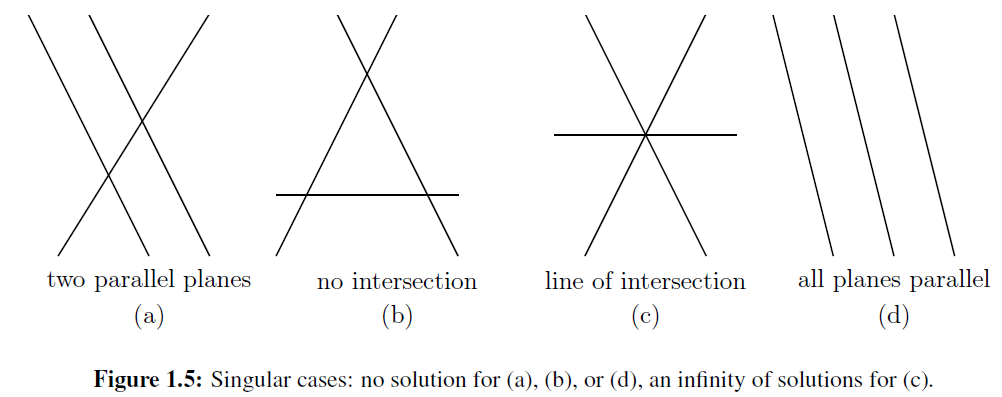 two parallel planes no intersection line of intersection all planes parallel
(a) (b) (c) (d)
Figure 1.5: Singular cases: no solution for (a), (b), or (d), an infinity of solutions for (c).